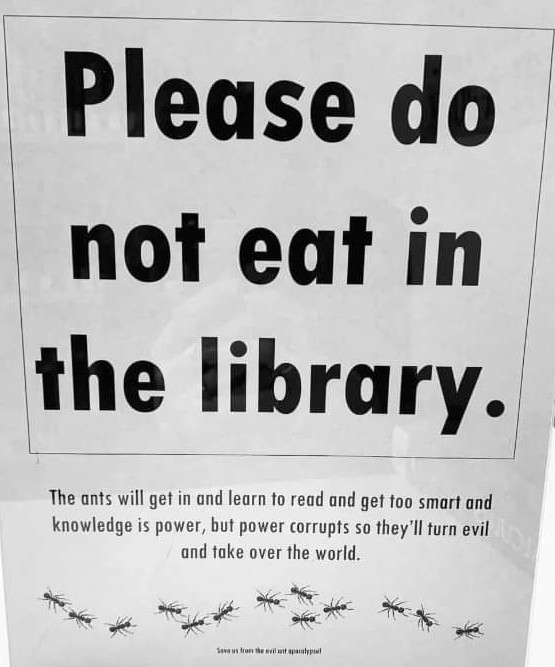 Please do
not eat in
the library.
The ants will get in and learn to read and get too smart and
knowledge is power, but power corrupts so they'll turn evil
and take over the world.
Save us from the evil ant apocalypse!